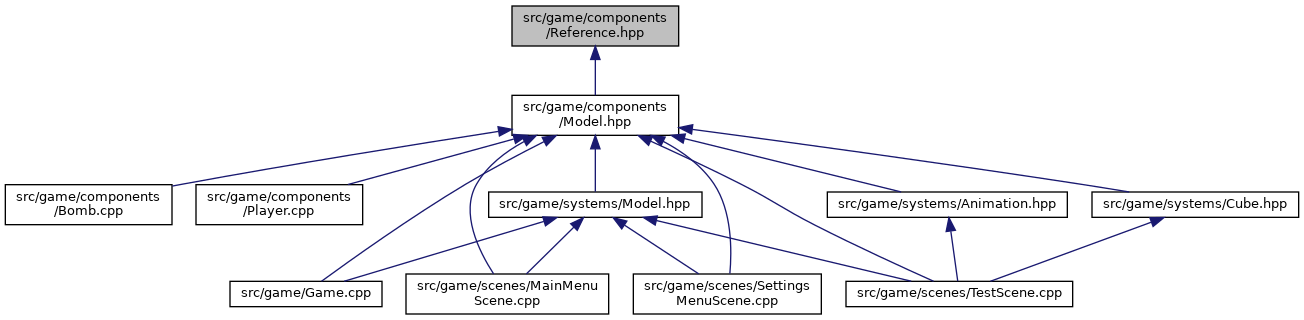 src/game/components
/Reference.hpp
src/game/components
/Model.hpp
src/game/components
/Bomb.cpp
src/game/components
/Player.cpp
src/game/systems/Model.hpp
src/game/systems/Animation.hpp
src/game/systems/Cube.hpp
src/game/Game.cpp
src/game/scenes/MainMenu
Scene.cpp
src/game/scenes/Settings
MenuScene.cpp
src/game/scenes/TestScene.cpp